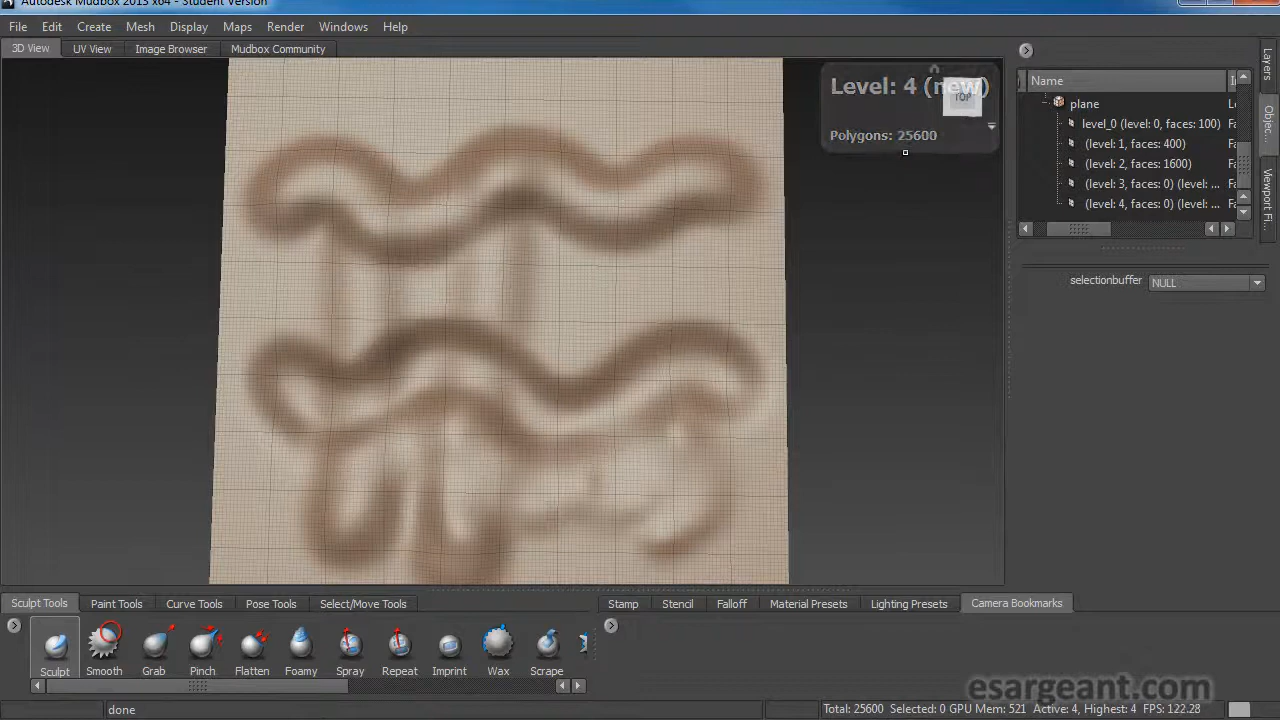 Autodesk Mudbox 2013 x64 - Student Version
File Edit Create Mesh Display Maps Render Windows Help
3D View UV View Image Browser Mudbox Community
Level: 4 (new)
TOP
Polygons: 25600
Name
plane
level_0 (level: 0, faces: 100)
(level: 1, faces: 400)
(level: 2, faces: 1600)
(level: 3, faces: 0) (level: ...
(level: 4, faces: 0) (level: ...
Layers
Objec...
Viewport Fi...
selectionbuffer NULL
Sculpt Tools Paint Tools Curve Tools Pose Tools Select/Move Tools
Stamp Stencil Falloff Material Presets Lighting Presets Camera Bookmarks
Sculpt Smooth Grab Pinch Flatten Foamy Spray Repeat Imprint Wax Scrape
esargeant.com
done
Total: 25600 Selected: 0 GPU Mem: 521 Active: 4, Highest: 4 FPS: 122.28